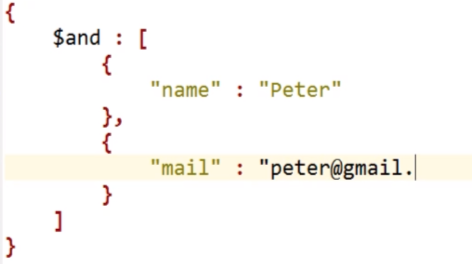 {
$and : [
{
"name" : "Peter"
},
{
"mail" : "peter@gmail.
}
]
}